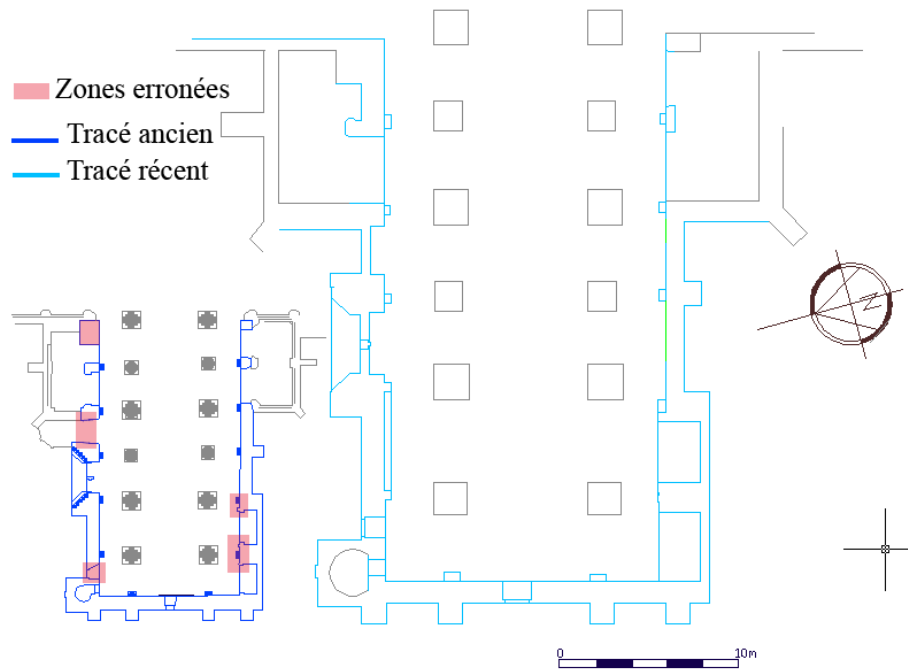 Zones erronées
Tracé ancien
Tracé récent
N
0
10m